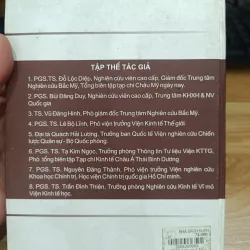 TẬP THỂ TÁC GIẢ
1. PGS.TS. Đỗ Lộc Diệp, Nghiên cứu viên cao cấp, Giám đốc Trung tâm
Nghiên cứu Bắc Mỹ, Tổng biên tập tạp chí Châu Mỹ ngày nay.
2. PGS. Bùi Đăng Duy, Nghiên cứu viên cao cấp, Trung tâm KHXH & NV
Quốc gia
3. TS. Vũ Đăng Hinh, Phó giám đốc Trung tâm Nghiên cứu Bắc Mỹ.
4. PGS.TS. Lê Bộ Lĩnh, Phó viện trưởng Viện Kinh tế Thế giới
5. Đại tá Quách Hải Lượng, Trưởng ban Quốc tế Viện nghiên cứu Chiến
lược Quân sự - Bộ Quốc phòng.
6. PGS.TS. Tạ Kim Ngọc, Trưởng phòng Thông tin Tư liệu Viện KTTG,
Phó tổng biên tập Tạp chí Kinh tế Châu Á Thái Bình Dương
7. PGS.TS. Nguyễn Đăng Thành, Phó viện trưởng Viện nghiên cứu
Khoa học Chính trị, Học viện Chính trị quốc gia Hồ Chí Minh.
8. PGS.TS. Trần Đình Thiên, Trưởng phòng Nghiên cứu Kinh tế Vĩ mô
Viện Kinh tế học.